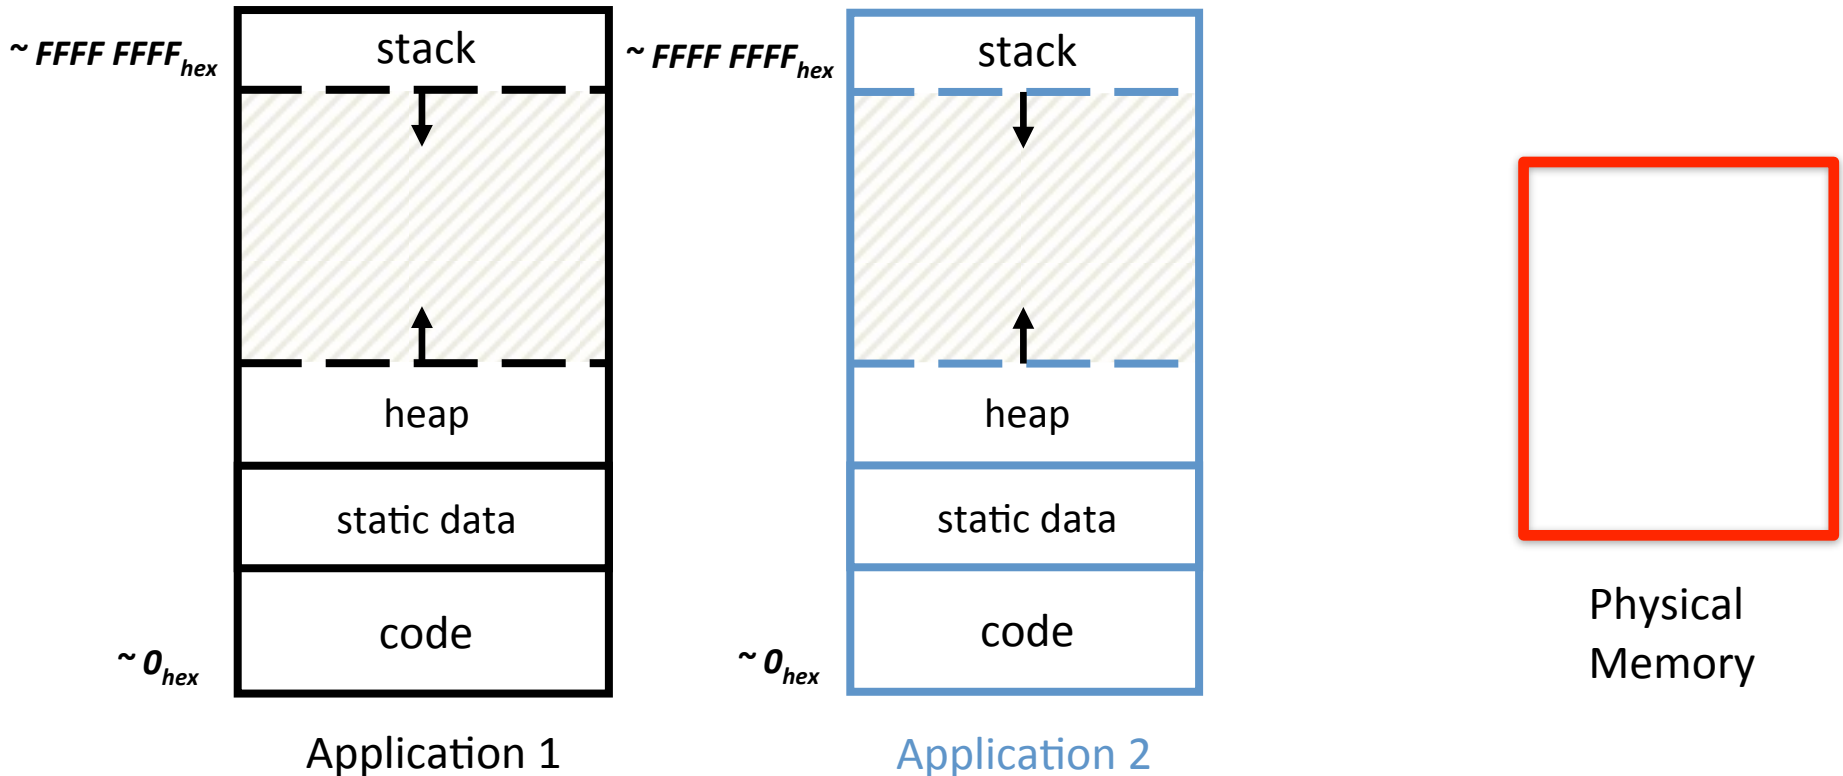 ~ FFFF FFFFhex
stack
heap
static data
code
~ 0hex
Application 1
~ FFFF FFFFhex
stack
heap
static data
code
~ 0hex
Application 2
Physical
Memory